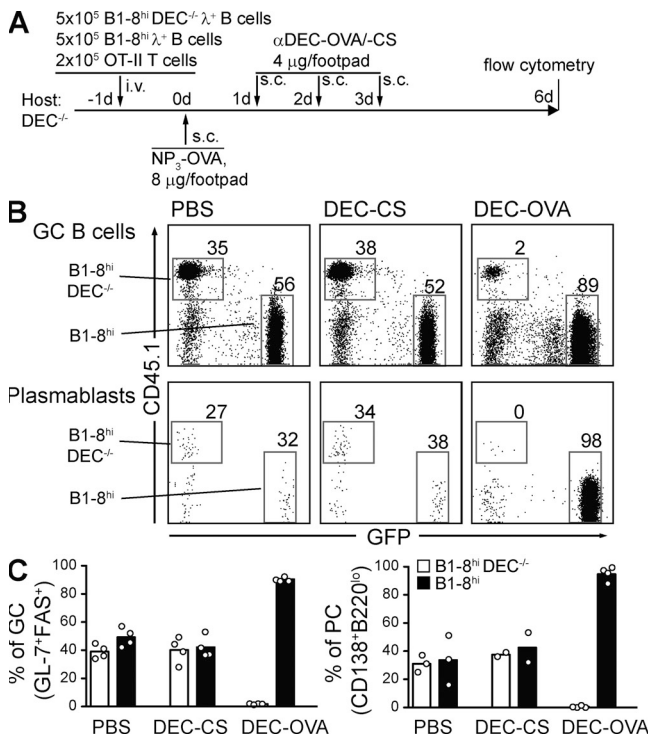 A
5x10⁵ B1-8ʰⁱ DEC⁻/⁻ λ⁺ B cells
5x10⁵ B1-8ʰⁱ λ⁺ B cells
2x10⁵ OT-II T cells
αDEC-OVA/-CS
4 μg/footpad
flow cytometry
i.v.
s.c.
s.c.
s.c.
Host:
DEC⁻/⁻
-1d
0d
1d
2d
3d
6d
s.c.
NP₃-OVA,
8 μg/footpad
B
PBS
DEC-CS
DEC-OVA
GC B cells
B1-8ʰⁱ
DEC⁻/⁻
B1-8ʰⁱ
35
56
38
52
2
89
CD45.1
Plasmablasts
B1-8ʰⁱ
DEC⁻/⁻
B1-8ʰⁱ
27
32
34
38
0
98
GFP
C
% of GC
(GL-7⁺FAS⁺)
100
80
60
40
20
0
PBS
DEC-CS
DEC-OVA
% of PC
(CD138⁺B220ˡᵒ)
100
80
60
40
20
0
B1-8ʰⁱ DEC⁻/⁻
B1-8ʰⁱ
PBS
DEC-CS
DEC-OVA